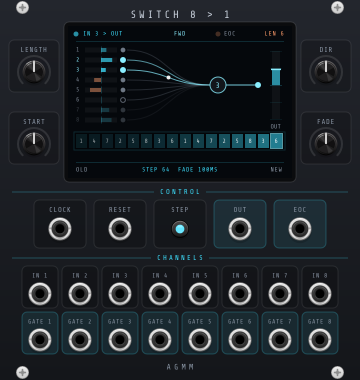 SWITCH 8 > 1
IN 3 > OUT FWD EOC LEN 6
LENGTH
DIR
1
2
3
4
5
6
7
8
3
START
FADE
OUT
OLD STEP 64 FADE 100MS NEW
CONTROL
CLOCK RESET STEP OUT EOC
CHANNELS
IN 1 IN 2 IN 3 IN 4 IN 5 IN 6 IN 7 IN 8
GATE 1 GATE 2 GATE 3 GATE 4 GATE 5 GATE 6 GATE 7 GATE 8
AGMM